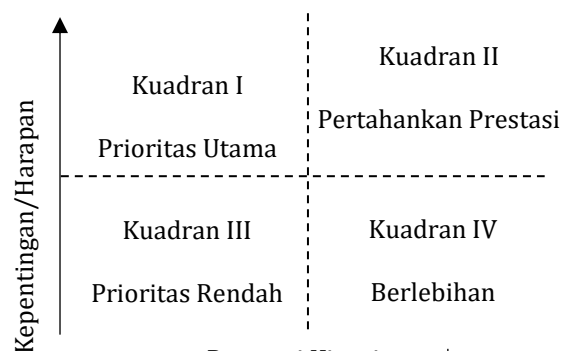 Kepentingan/Harapan
Kuadran I
Prioritas Utama
Kuadran II
Pertahankan Prestasi
Kuadran III
Prioritas Rendah
Kuadran IV
Berlebihan